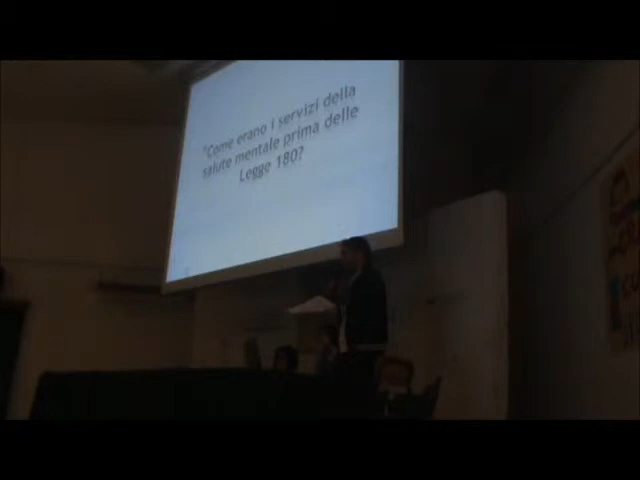 "Come erano i servizi della
salute mentale prima delle
Legge 180?